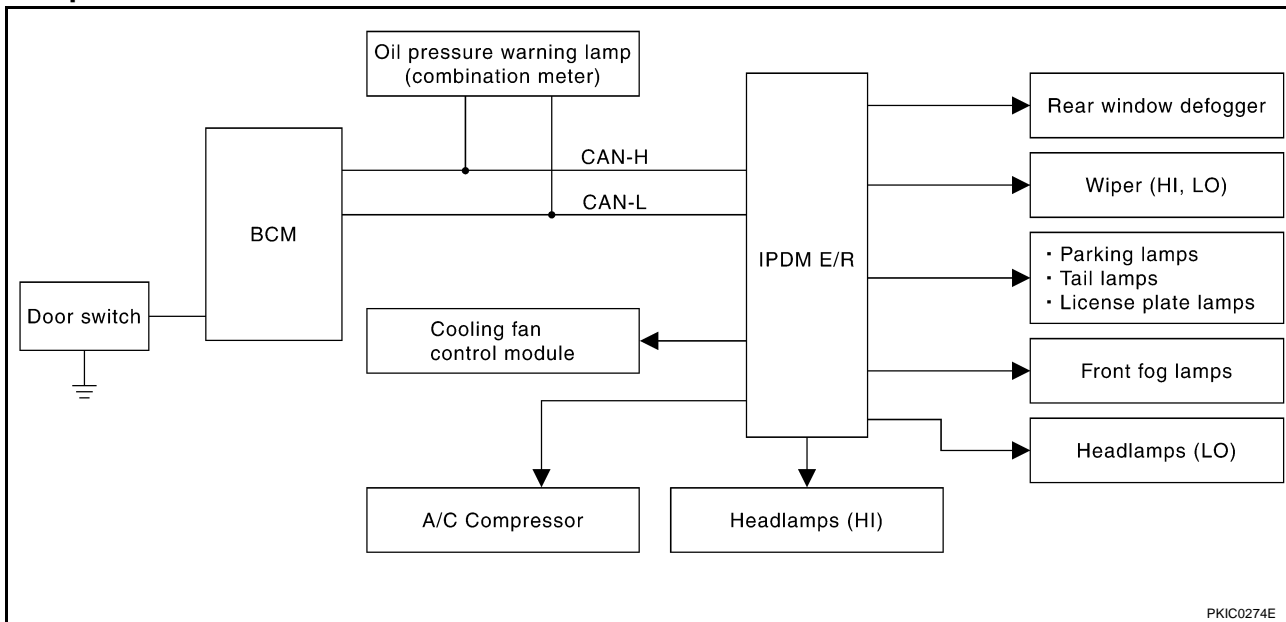 Oil pressure warning lamp
(combination meter)
Rear window defogger
CAN-H
Wiper (HI, LO)
CAN-L
BCM
IPDM E/R
・Parking lamps
・Tail lamps
・License plate lamps
Door switch
Cooling fan
control module
Front fog lamps
Headlamps (LO)
A/C Compressor
Headlamps (HI)
PKIC0274E